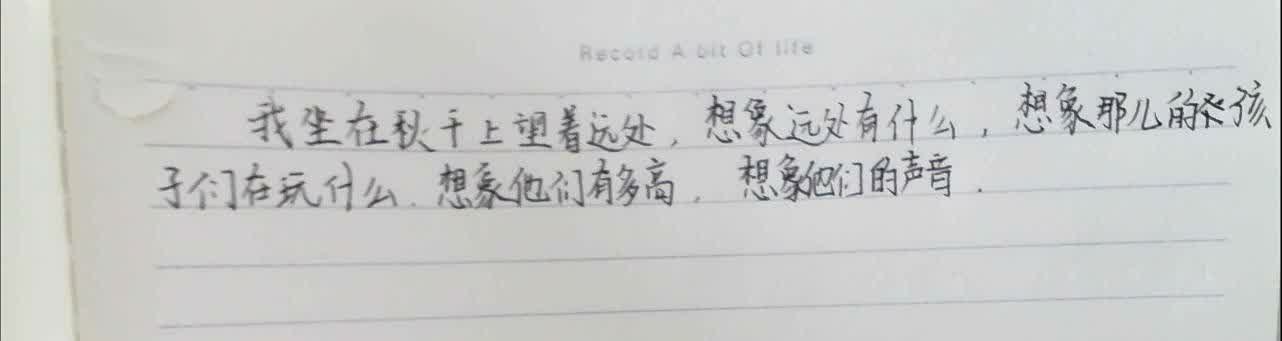 Record A bit Of life
我坐在秋千上望着远处，想象远处有什么，想象那儿的孩
子们在玩什么.想象他们有多高，想象他们的声音.